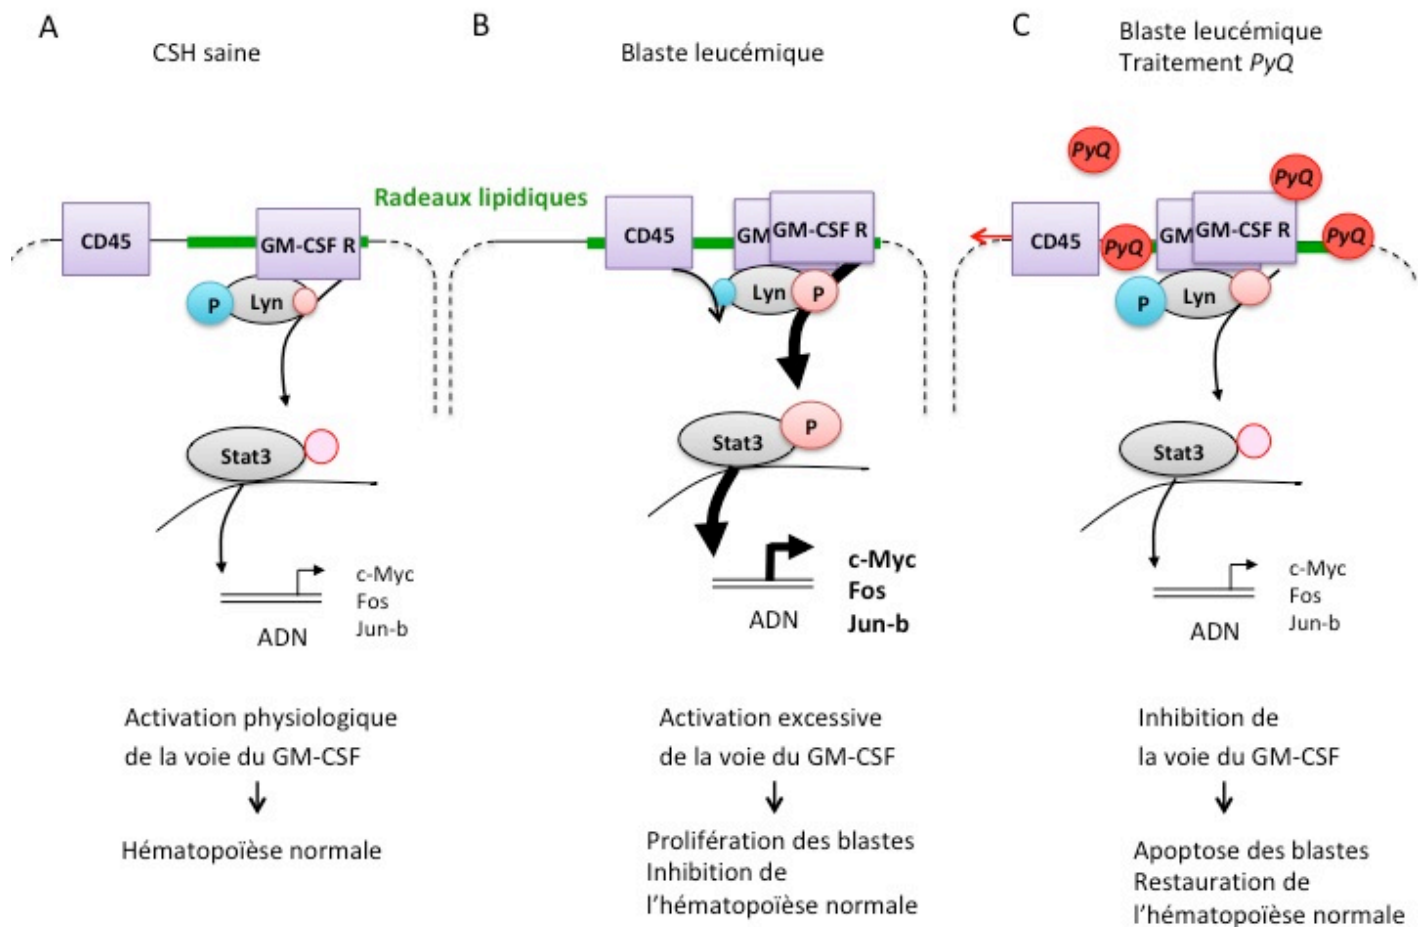 A
CSH saine
CD45
GM-CSF R
P
Lyn
Stat3
c-Myc
Fos
Jun-b
ADN
Activation physiologique
de la voie du GM-CSF
Hématopoïèse normale
Radeaux lipidiques
B
Blaste leucémique
CD45
GM
GM-CSF R
Lyn
P
Stat3
P
c-Myc
Fos
Jun-b
ADN
Activation excessive
de la voie du GM-CSF
Prolifération des blastes
Inhibition de
l'hématopoïèse normale
C
Blaste leucémique
Traitement PyQ
PyQ
PyQ
CD45
PyQ
GM
GM-CSF R
PyQ
P
Lyn
Stat3
c-Myc
Fos
Jun-b
ADN
Inhibition de
la voie du GM-CSF
Apoptose des blastes
Restauration de
l'hématopoïèse normale